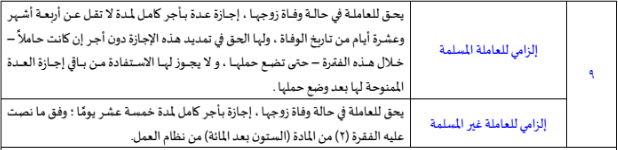 ٩
إلزامي للعاملة المسلمة
يحق للعاملة في حالة وفاة زوجها ، إجازة عدة بأجر كامل لمدة لا تقل عن أربعة أشهر
وعشرة أيام من تاريخ الوفاة ، ولها الحق في تمديد هذه الإجازة دون أجر إن كانت حاملاً –
خلال هذه الفقرة – حتى تضع حملها ، و لا يجوز لها الاستفادة من باقي إجازة العدة
الممنوحة لها بعد وضع حملها .
إلزامي للعاملة غير المسلمة
يحق للعاملة في حالة وفاة زوجها ، إجازة بأجر كامل لمدة خمسة عشر يومًا ؛ وفق ما نصت
عليه الفقرة (٢) من المادة (الستون بعد المائة) من نظام العمل.